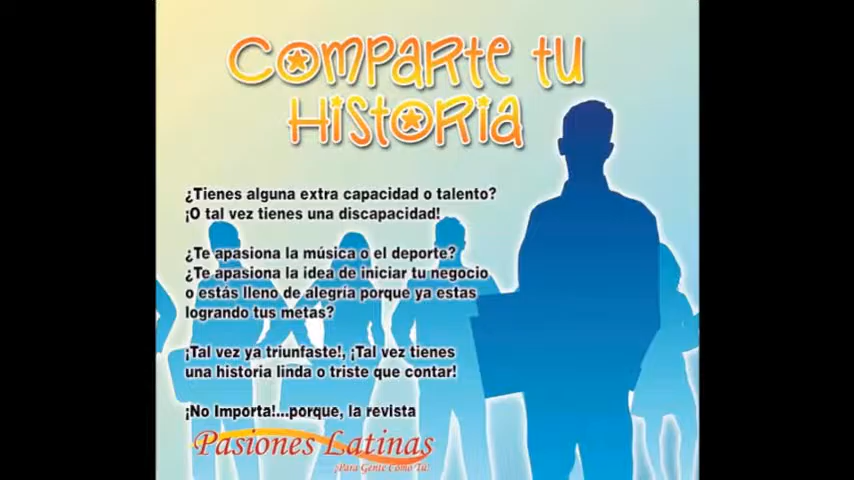 Comparte tu
Historia
¿Tienes alguna extra capacidad o talento?
¡O tal vez tienes una discapacidad!
¿Te apasiona la música o el deporte?
¿Te apasiona la idea de iniciar tu negocio
o estás lleno de alegría porque ya estas
logrando tus metas?
¡Tal vez ya triunfaste!, ¡Tal vez tienes
una historia linda o triste que contar!
¡No Importa!...porque, la revista
Pasiones Latinas
¡Para Gente Como Tú!